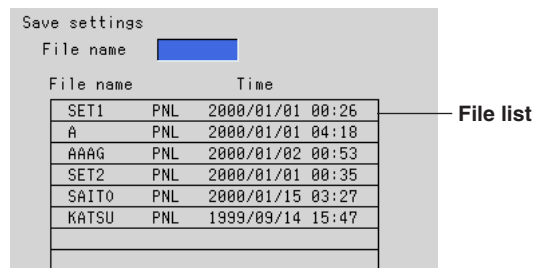 Save settings
File name
File name Time
SET1 PNL 2000/01/01 00:26
File list
A PNL 2000/01/01 04:18
AAAG PNL 2000/01/02 00:53
SET2 PNL 2000/01/01 00:35
SAITO PNL 2000/01/15 03:27
KATSU PNL 1999/09/14 15:47